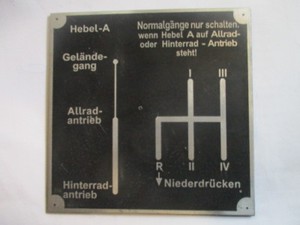 Hebel-A
Gelände-
gang
Allrad-
antrieb
Hinterrad-
antrieb
Normalgänge nur schalten,
wenn Hebel A auf Allrad-
oder Hinterrad - Antrieb
steht!
I III
R II IV
Niederdrücken